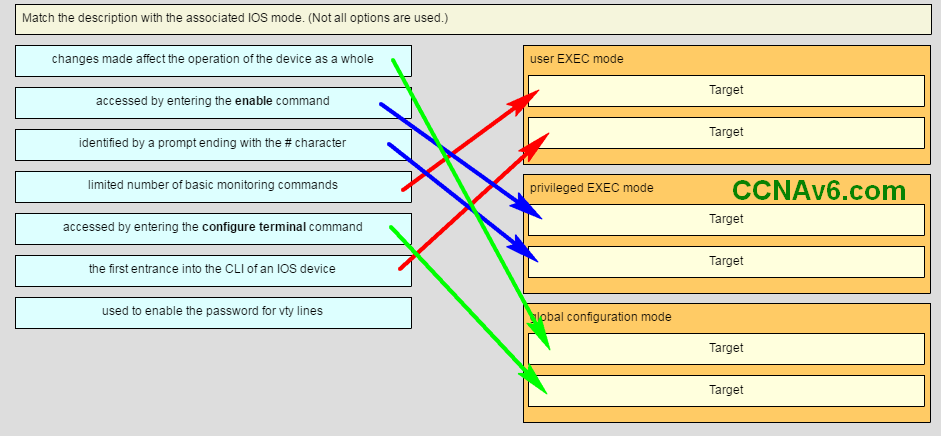 Match the description with the associated IOS mode. (Not all options are used.)
changes made affect the operation of the device as a whole
accessed by entering the enable command
identified by a prompt ending with the # character
limited number of basic monitoring commands
accessed by entering the configure terminal command
the first entrance into the CLI of an IOS device
used to enable the password for vty lines
user EXEC mode
Target
Target
privileged EXEC mode
CCNAv6.com
Target
Target
global configuration mode
Target
Target